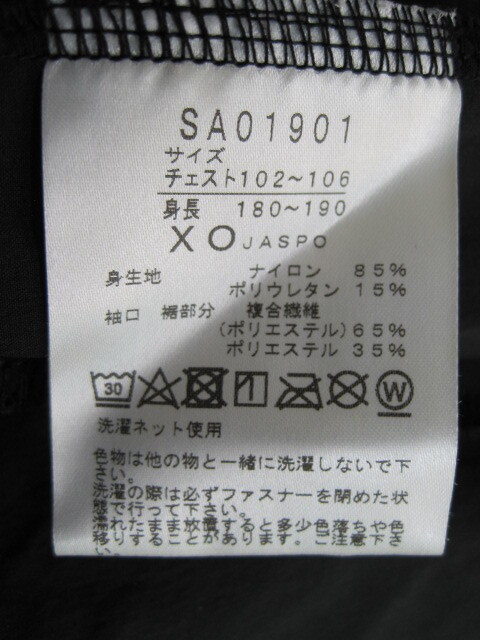 SA01901
サイズ
チェスト102～106
身長 180～190
XO JASPO
身生地 ナイロン 85%
ポリウレタン 15%
袖口 裾部分 複合繊維
(ポリエステル)65%
ポリエステル 35%
30 W
洗濯ネット使用
色物は他の物と一緒に洗濯しないで下
さい。
洗濯の際は必ずファスナーを閉めた状
態で行って下さい。
濡れたまま放置すると多少色落ちや色
移りすることがあります。ご注意下さ
い。